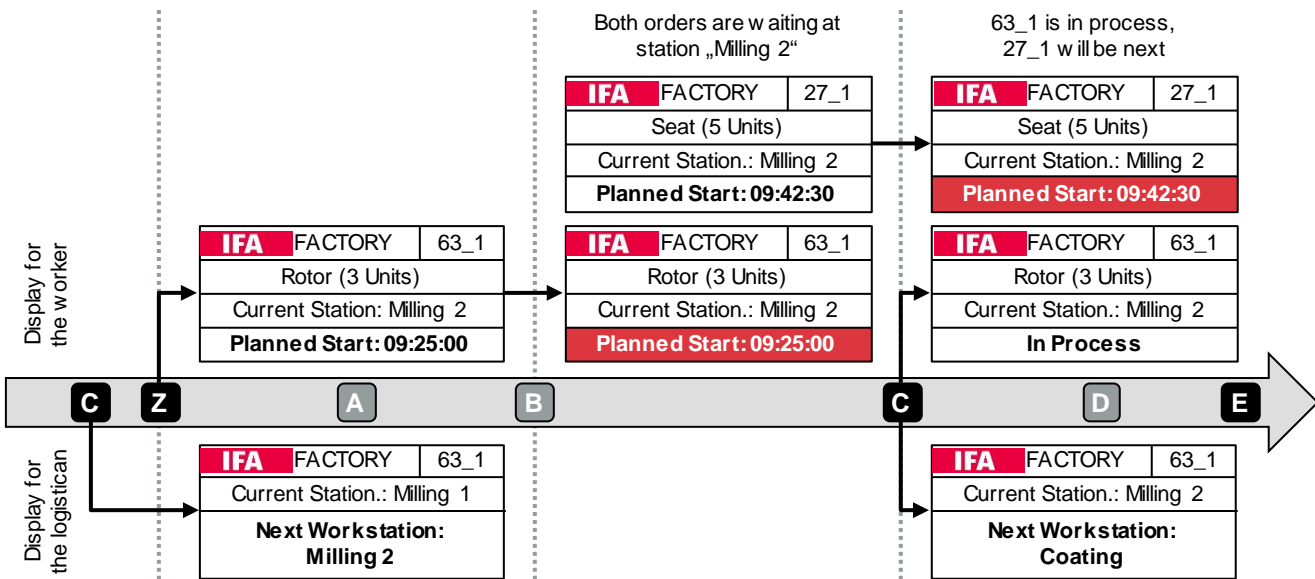 Both orders are waiting at
station „Milling 2“
63_1 is in process,
27_1 will be next
IFA FACTORY 27_1
Seat (5 Units)
Current Station.: Milling 2
Planned Start: 09:42:30
IFA FACTORY 27_1
Seat (5 Units)
Current Station.: Milling 2
Planned Start: 09:42:30
Display for
the worker
IFA FACTORY 63_1
Rotor (3 Units)
Current Station: Milling 2
Planned Start: 09:25:00
IFA FACTORY 63_1
Rotor (3 Units)
Current Station.: Milling 2
Planned Start: 09:25:00
IFA FACTORY 63_1
Rotor (3 Units)
Current Station.: Milling 2
In Process
C Z A B C D E
Display for
the logistican
IFA FACTORY 63_1
Current Station.: Milling 1
Next Workstation:
Milling 2
IFA FACTORY 63_1
Current Station.: Milling 2
Next Workstation:
Coating